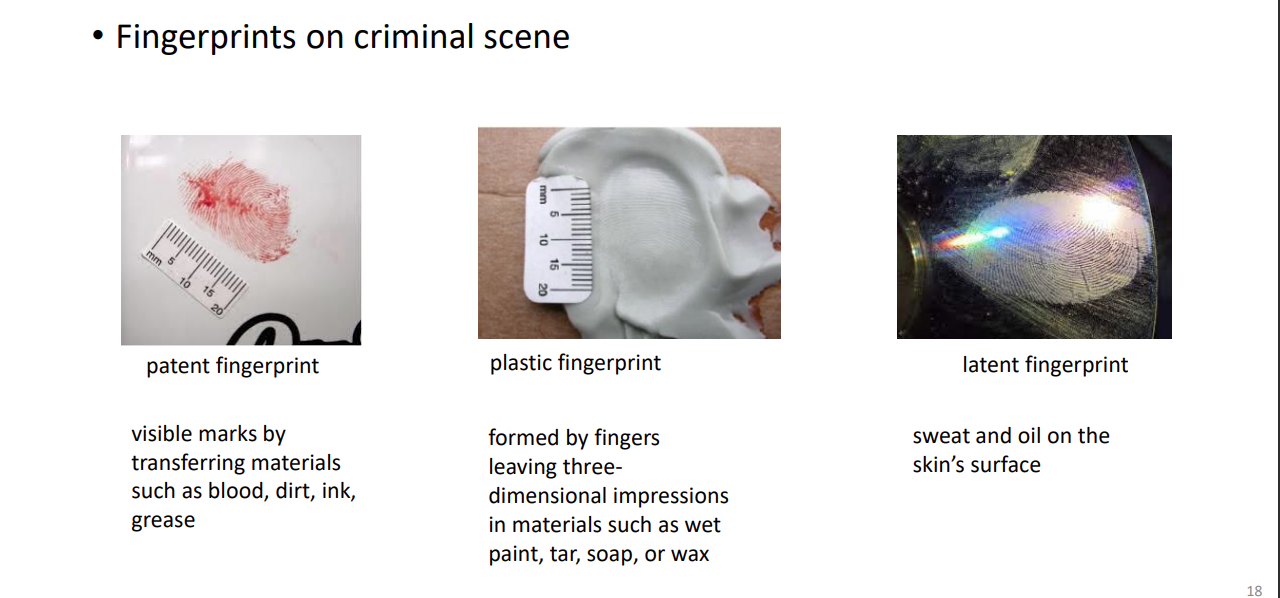 • Fingerprints on criminal scene
mm 5 10 15 20
mm 5 10 15 20
patent fingerprint
plastic fingerprint
latent fingerprint
visible marks by
transferring materials
such as blood, dirt, ink,
grease
formed by fingers
leaving three-
dimensional impressions
in materials such as wet
paint, tar, soap, or wax
sweat and oil on the
skin’s surface
18